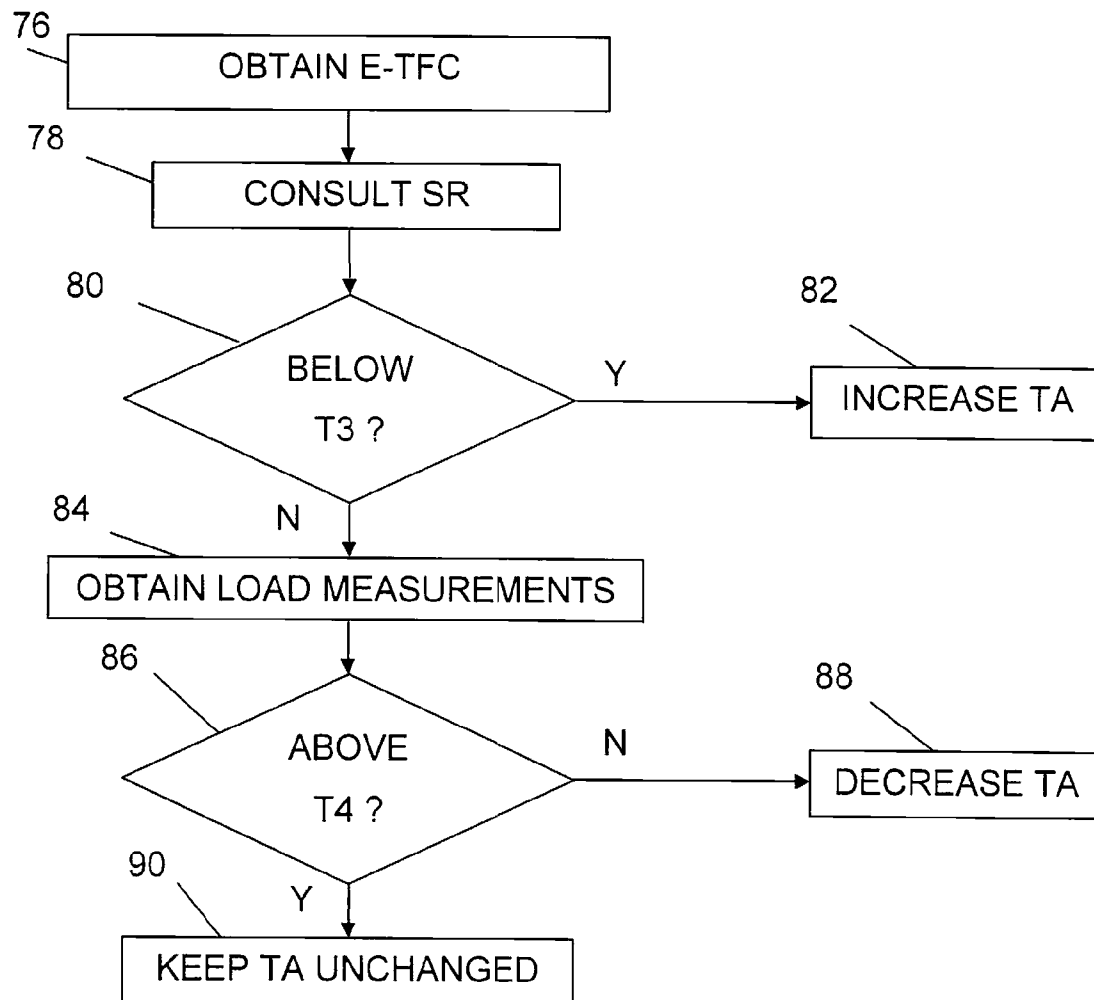 76
OBTAIN E-TFC
78
CONSULT SR
80
BELOW
T3 ?
Y
82
INCREASE TA
N
84
OBTAIN LOAD MEASUREMENTS
86
ABOVE
T4 ?
N
88
DECREASE TA
90
Y
KEEP TA UNCHANGED